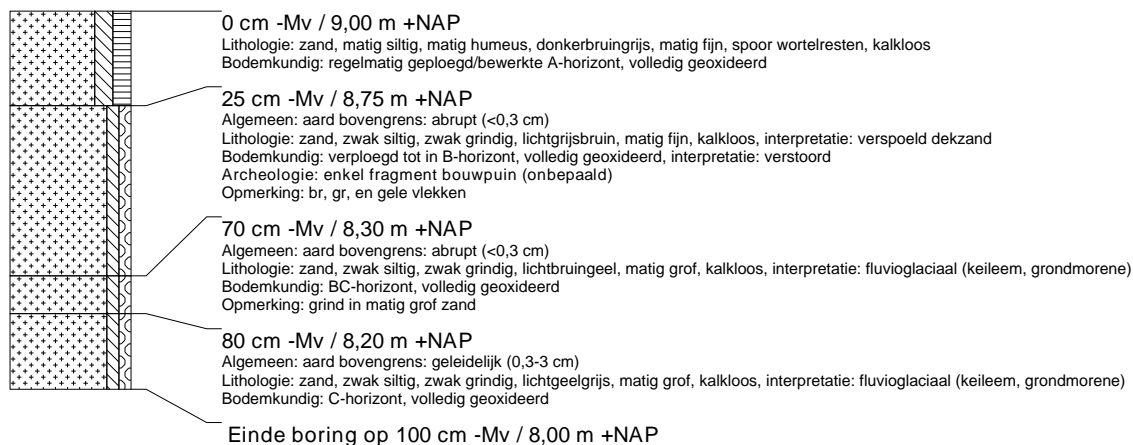 0 cm -Mv / 9,00 m +NAP
Lithologie: zand, matig siltig, matig humeus, donkerbruingrijs, matig fijn, spoor wortelresten, kalkloos
Bodemkundig: regelmatig geploegd/bewerkte A-horizont, volledig geoxideerd
25 cm -Mv / 8,75 m +NAP
Algemeen: aard bovengrens: abrupt (<0,3 cm)
Lithologie: zand, zwak siltig, zwak grindig, lichtgrijsbruin, matig fijn, kalkloos, interpretatie: verspoeld dekzand
Bodemkundig: verploegd tot in B-horizont, volledig geoxideerd, interpretatie: verstoord
Archeologie: enkel fragment bouwpuin (onbepaald)
Opmerking: br, gr, en gele vlekken
70 cm -Mv / 8,30 m +NAP
Algemeen: aard bovengrens: abrupt (<0,3 cm)
Lithologie: zand, zwak siltig, zwak grindig, lichtbruingeel, matig grof, kalkloos, interpretatie: fluvioglaciaal (keileem, grondmorene)
Bodemkundig: BC-horizont, volledig geoxideerd
Opmerking: grind in matig grof zand
80 cm -Mv / 8,20 m +NAP
Algemeen: aard bovengrens: geleidelijk (0,3-3 cm)
Lithologie: zand, zwak siltig, zwak grindig, lichtgeelgrijs, matig grof, kalkloos, interpretatie: fluvioglaciaal (keileem, grondmorene)
Bodemkundig: C-horizont, volledig geoxideerd
Einde boring op 100 cm -Mv / 8,00 m +NAP